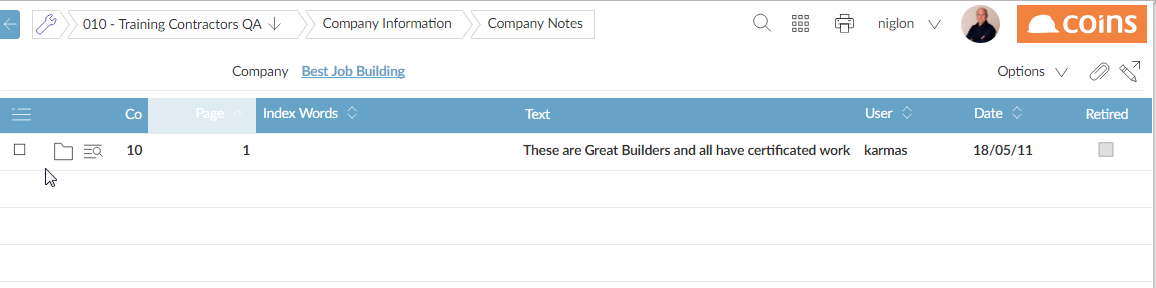 010 - Training Contractors QA Company Information Company Notes niglon coins
Company Best Job Building Options
Co Page Index Words Text User Date Retired
10 1 These are Great Builders and all have certificated work karmas 18/05/11